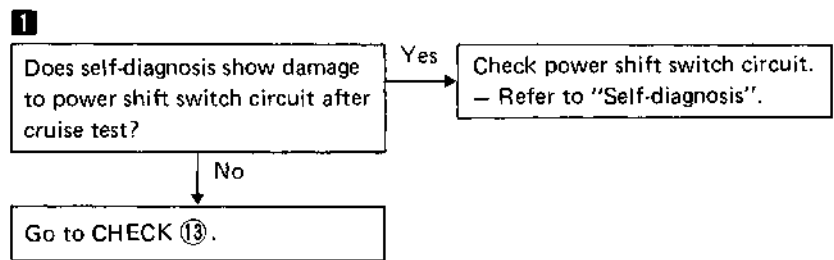 1
Does self-diagnosis show damage
to power shift switch circuit after
cruise test?
Yes
Check power shift switch circuit.
— Refer to "Self-diagnosis".
No
Go to CHECK ⑬.